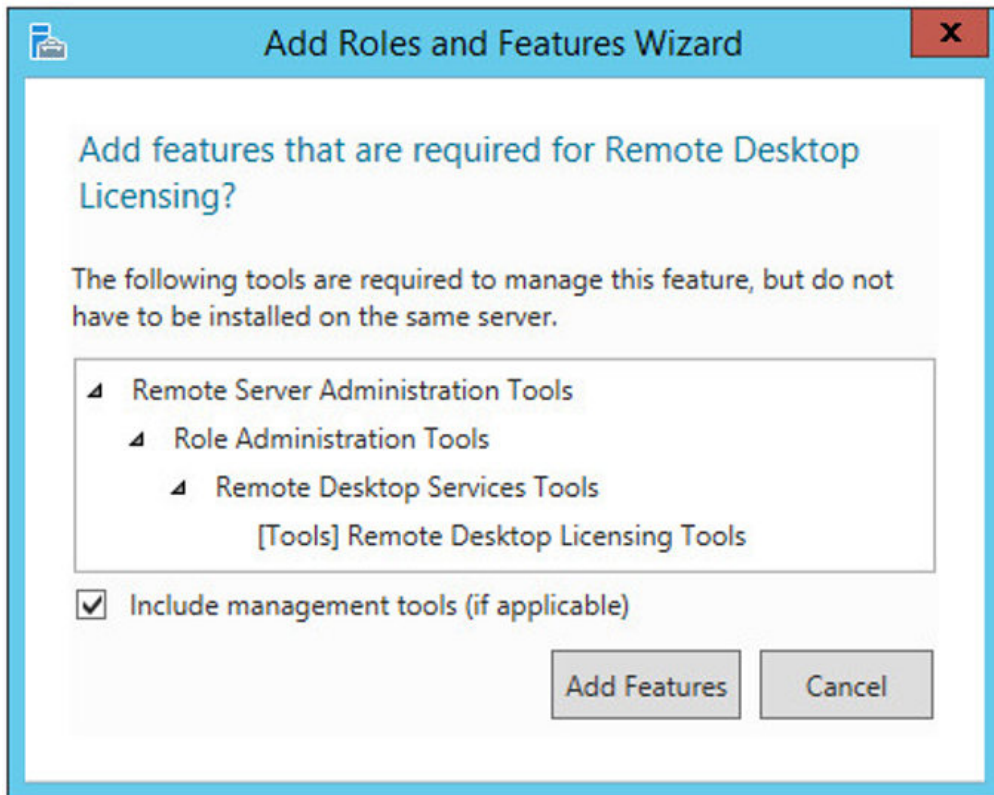 Add Roles and Features Wizard
x
Add features that are required for Remote Desktop
Licensing?
The following tools are required to manage this feature, but do not
have to be installed on the same server.
Remote Server Administration Tools
Role Administration Tools
Remote Desktop Services Tools
[Tools] Remote Desktop Licensing Tools
Include management tools (if applicable)
Add Features
Cancel